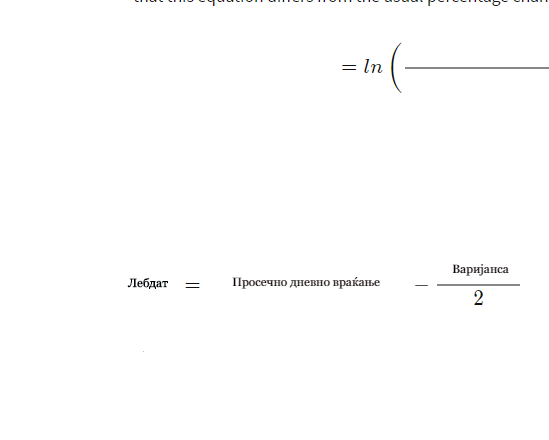 that this equation differs from the usual percentage chan
= ln (
Варијанса
Лебдат = Просечно дневно враќање −
2